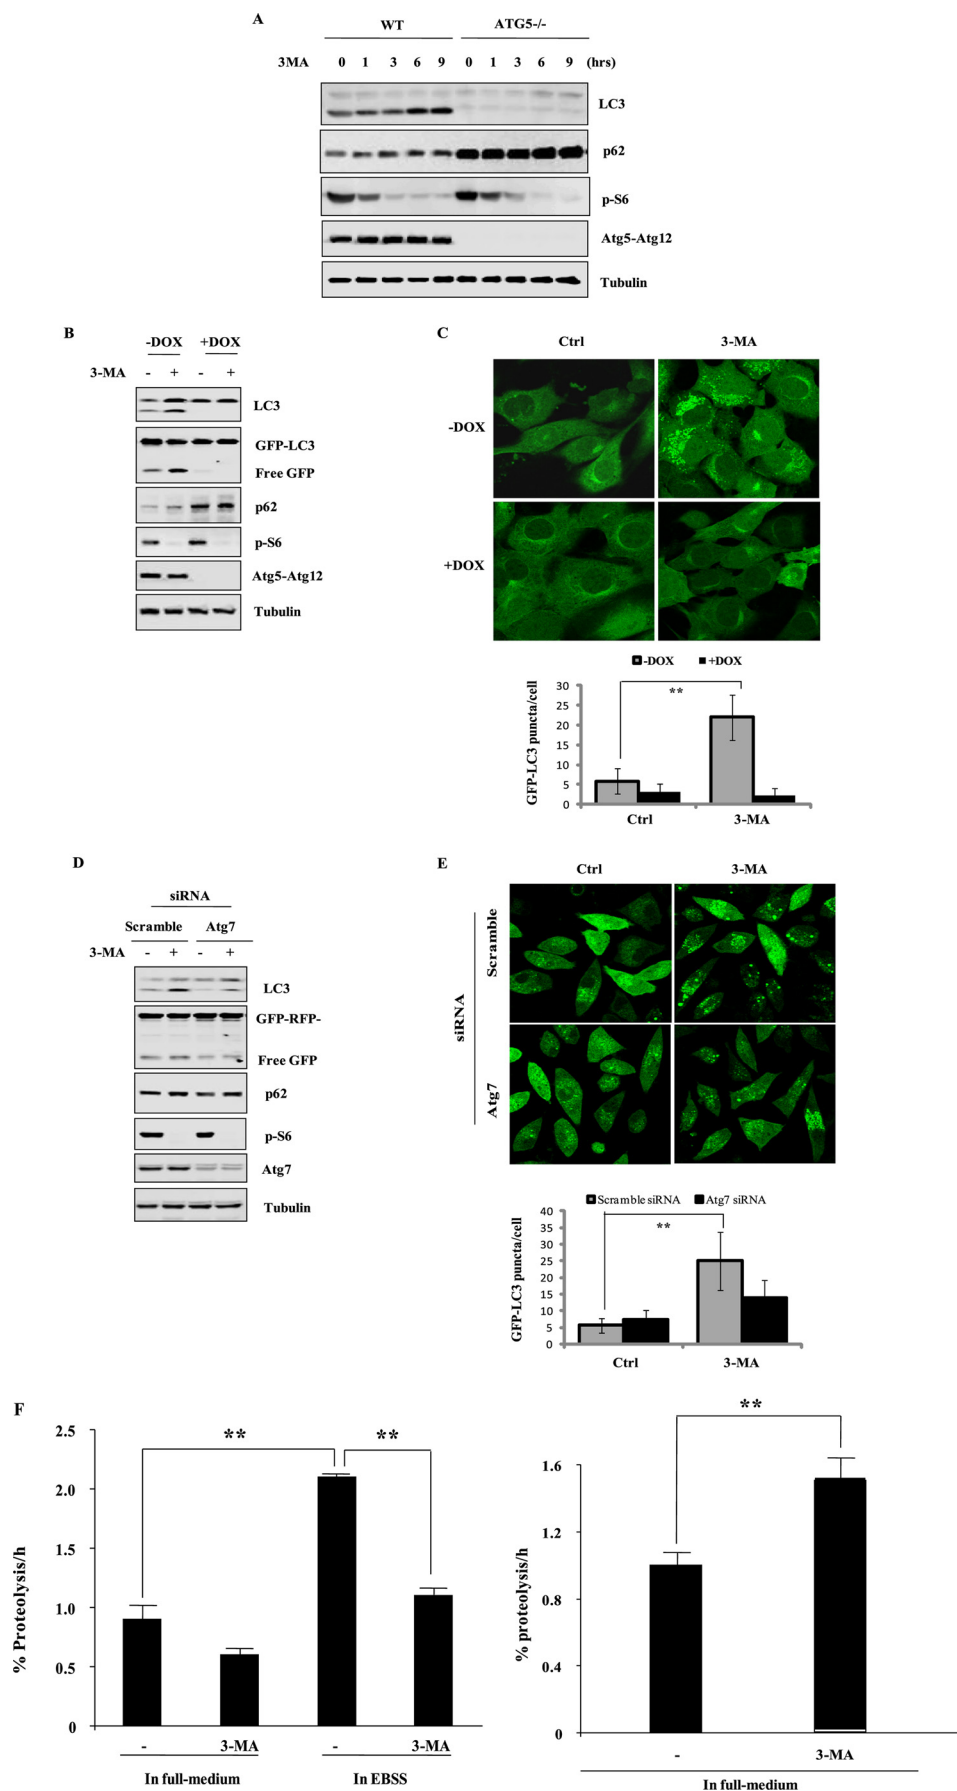 A
WT ATG5-/-
3MA 0 1 3 6 9 0 1 3 6 9 (hrs)
LC3
p62
p-S6
Atg5-Atg12
Tubulin
B
-DOX +DOX
3-MA - + - +
LC3
GFP-LC3
Free GFP
p62
p-S6
Atg5-Atg12
Tubulin
C
Ctrl 3-MA
-DOX
+DOX
-DOX +DOX
GFP-LC3 puncta/cell
30
25
20
15
10
5
0
**
Ctrl 3-MA
D
siRNA
Scramble Atg7
3-MA - + - +
LC3
GFP-RFP-
Free GFP
p62
p-S6
Atg7
Tubulin
E
Ctrl 3-MA
siRNA
Scramble
Atg7
Scramble siRNA Atg7 siRNA
GFP-LC3 puncta/cell
40
35
30
25
20
15
10
5
0
**
Ctrl 3-MA
F
% Proteolysis/h
2.5
2.0
1.5
1.0
0.5
0
** **
- 3-MA - 3-MA
In full-medium In EBSS
% proteolysis/h
1.6
1.2
0.8
0.4
0
**
- 3-MA
In full-medium